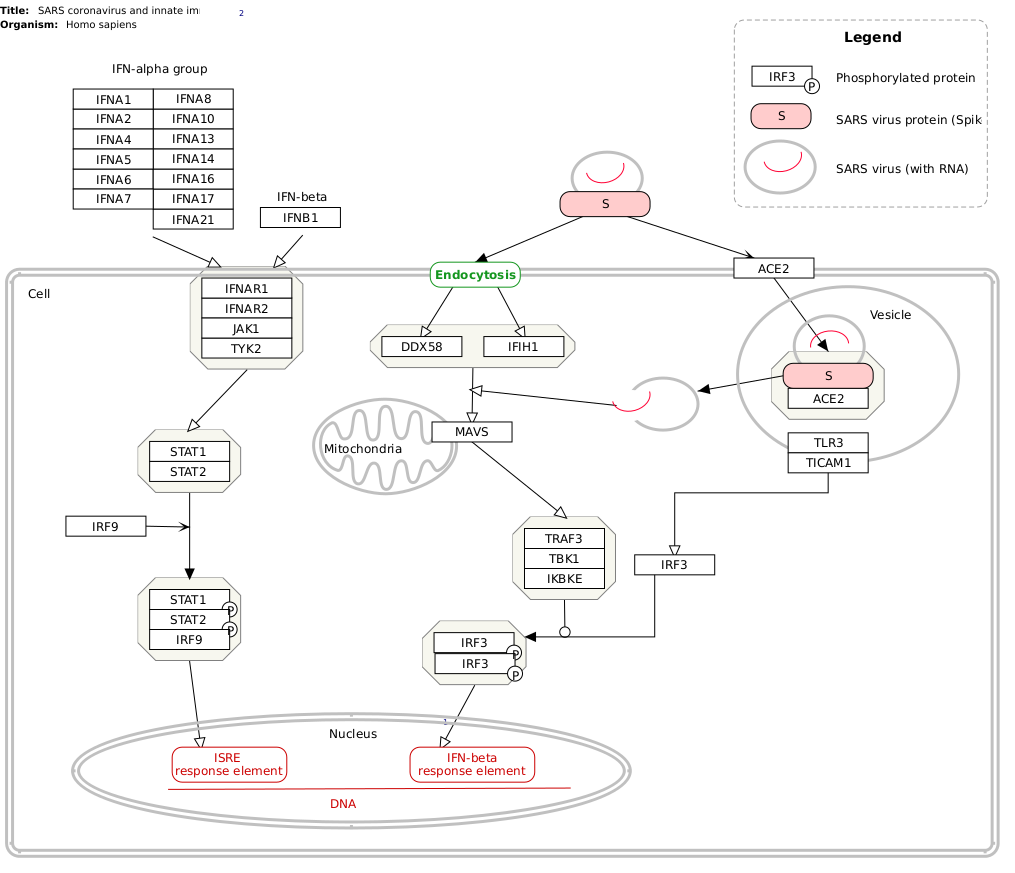 Title: SARS coronavirus and innate im
2
Organism: Homo sapiens
Legend
IRF3
P
Phosphorylated protein
S
SARS virus protein (Spik
SARS virus (with RNA)
IFN-alpha group
IFNA1 IFNA8
IFNA2 IFNA10
IFNA4 IFNA13
IFNA5 IFNA14
IFNA6 IFNA16
IFNA7 IFNA17
IFNA21
IFN-beta
IFNB1
S
Cell
IFNAR1
IFNAR2
JAK1
TYK2
Endocytosis
ACE2
DDX58 IFIH1
Vesicle
S
ACE2
Mitochondria
MAVS
TLR3
TICAM1
STAT1
STAT2
IRF9
TRAF3
TBK1
IKBKE
IRF3
STAT1
P
STAT2
P
IRF9
IRF3
P
IRF3
P
1
Nucleus
ISRE
response element
IFN-beta
response element
DNA